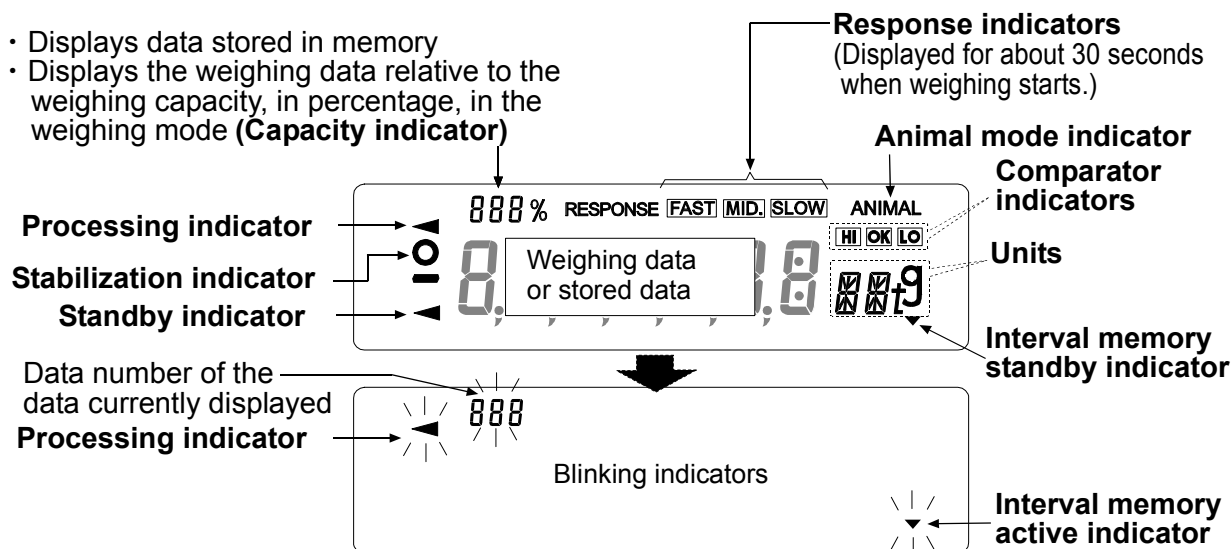 ・Displays data stored in memory
・Displays the weighing data relative to the
weighing capacity, in percentage, in the
weighing mode (Capacity indicator)
Response indicators
(Displayed for about 30 seconds
when weighing starts.)
Animal mode indicator
Comparator
indicators
Units
Processing indicator
Stabilization indicator
Standby indicator
888% RESPONSE FAST MID. SLOW ANIMAL
HI OK LO
Weighing data
or stored data
88tg
Interval memory
standby indicator
Data number of the
data currently displayed
Processing indicator
888
Blinking indicators
Interval memory
active indicator